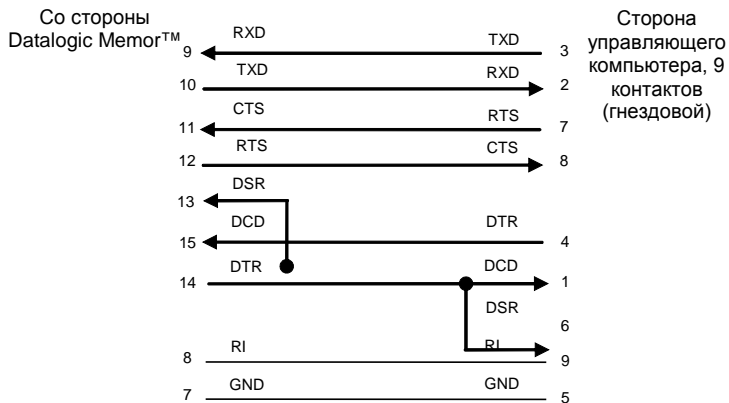 Со стороны
Datalogic Memor™
Сторона
управляющего
компьютера, 9
контактов
(гнездовой)
9 RXD TXD 3
10 TXD RXD 2
11 CTS RTS 7
12 RTS CTS 8
13 DSR
15 DCD DTR 4
14 DTR DCD 1
DSR 6
8 RI RI 9
7 GND GND 5